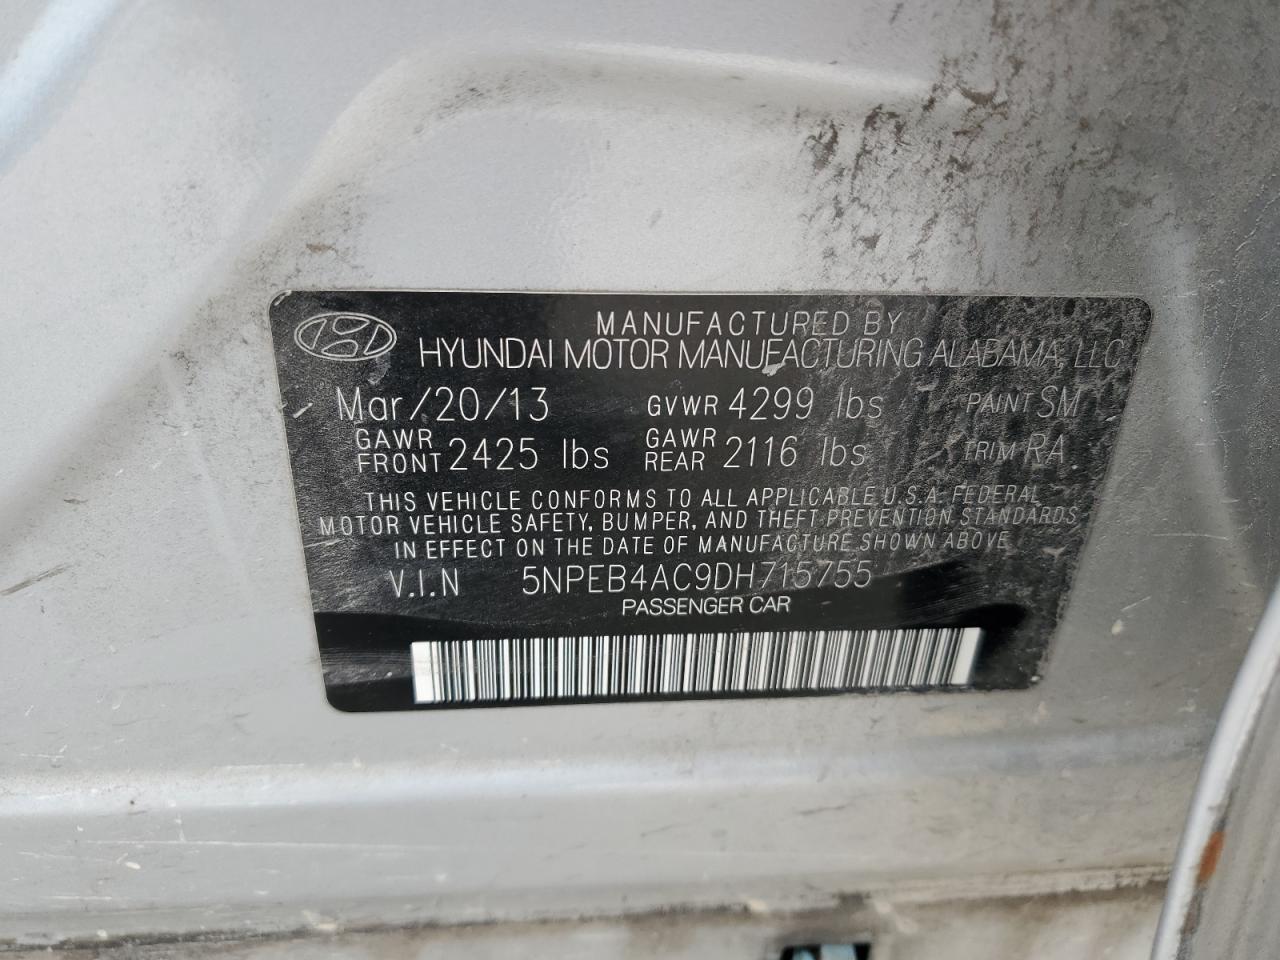 MANUFACTURED BY
HYUNDAI MOTOR MANUFACTURING ALABAMA, LLC
Mar/20/13 GVWR 4299 lbs PAINT SM
GAWR FRONT 2425 lbs GAWR REAR 2116 lbs TRIM RA
THIS VEHICLE CONFORMS TO ALL APPLICABLE U.S.A. FEDERAL
MOTOR VEHICLE SAFETY, BUMPER, AND THEFT PREVENTION STANDARDS
IN EFFECT ON THE DATE OF MANUFACTURE SHOWN ABOVE
V.I.N 5NPEB4AC9DH715755
PASSENGER CAR